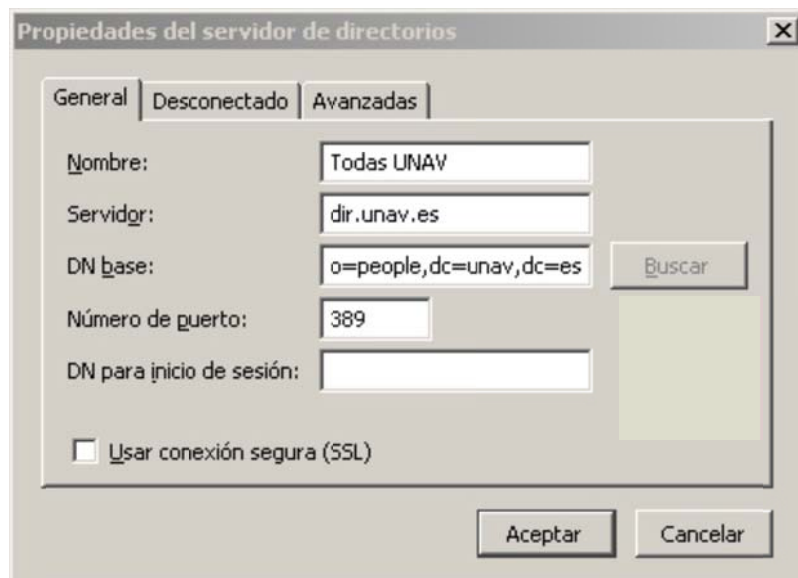 Propiedades del servidor de directorios
General Desconectado Avanzadas
Nombre: Todas UNAV
Servidor: dir.unav.es
DN base: o=people,dc=unav,dc=es Buscar
Número de puerto: 389
DN para inicio de sesión:
Usar conexión segura (SSL)
Aceptar Cancelar